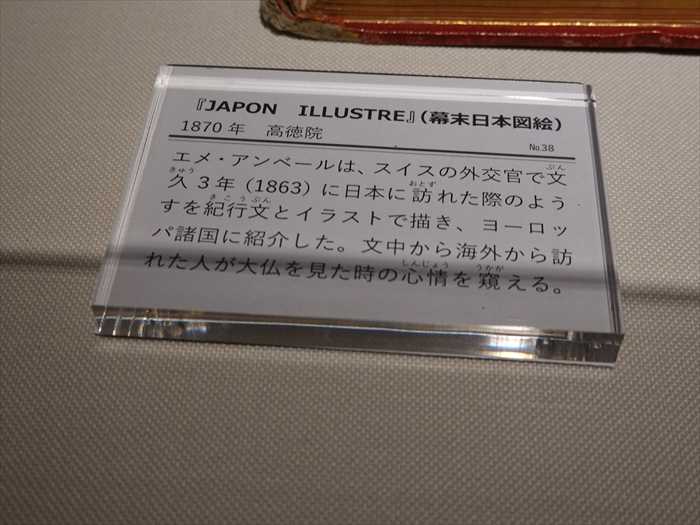 『JAPON ILLUSTRE』(幕末日本図絵)
1870年 高徳院
№38
エメ・アンベールは、スイスの外交官で文
久3年(1863)に日本に訪れた際のよう
すを紀行文とイラストで描き、ヨーロッ
パ諸国に紹介した。文中から海外から訪
れた人が大仏を見た時の心情を窺える。